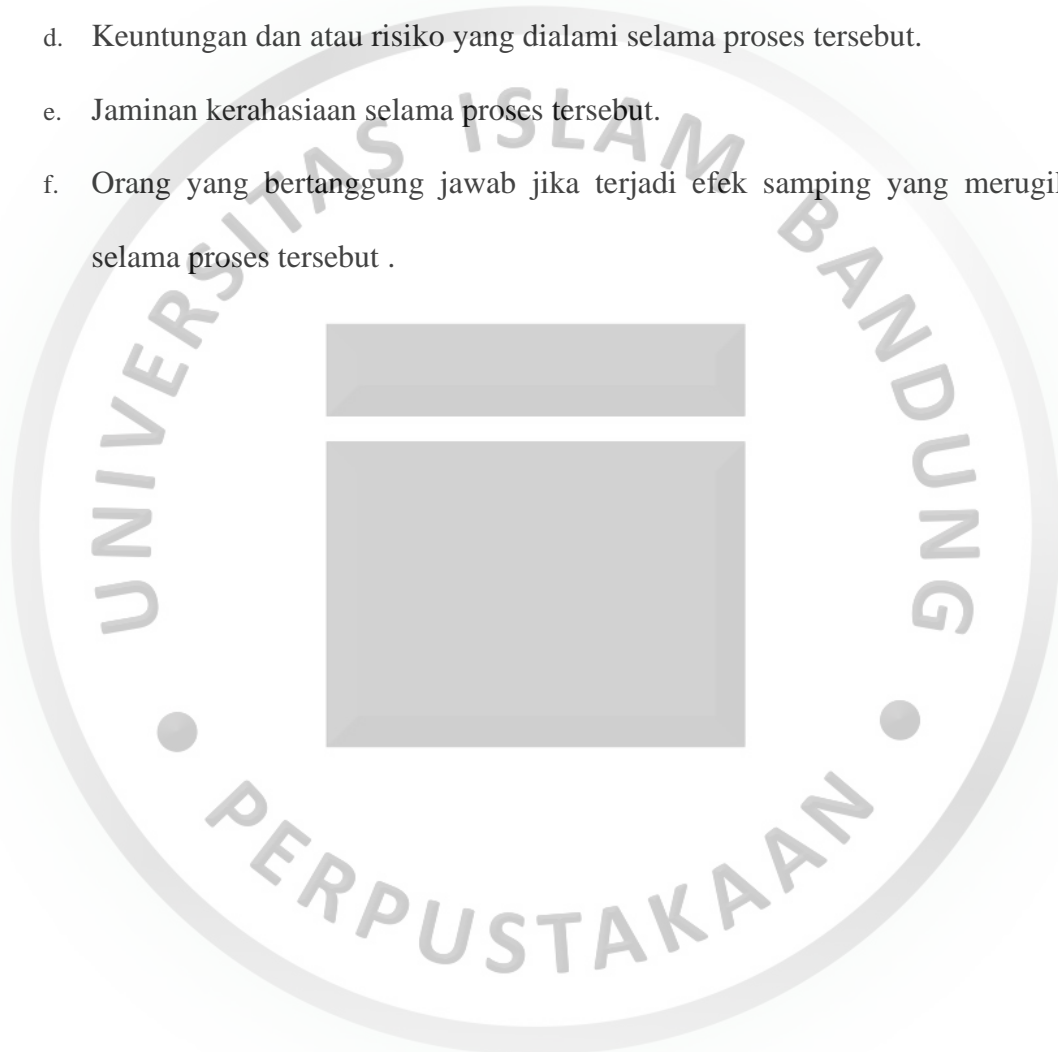 d. Keuntungan dan atau risiko yang dialami selama proses tersebut.
e. Jaminan kerahasiaan selama proses tersebut.
f. Orang yang bertanggung jawab jika terjadi efek samping yang
selama proses tersebut .
UNIVERSITAS ISLAM BANDUNG
PERPUSTAKAAN